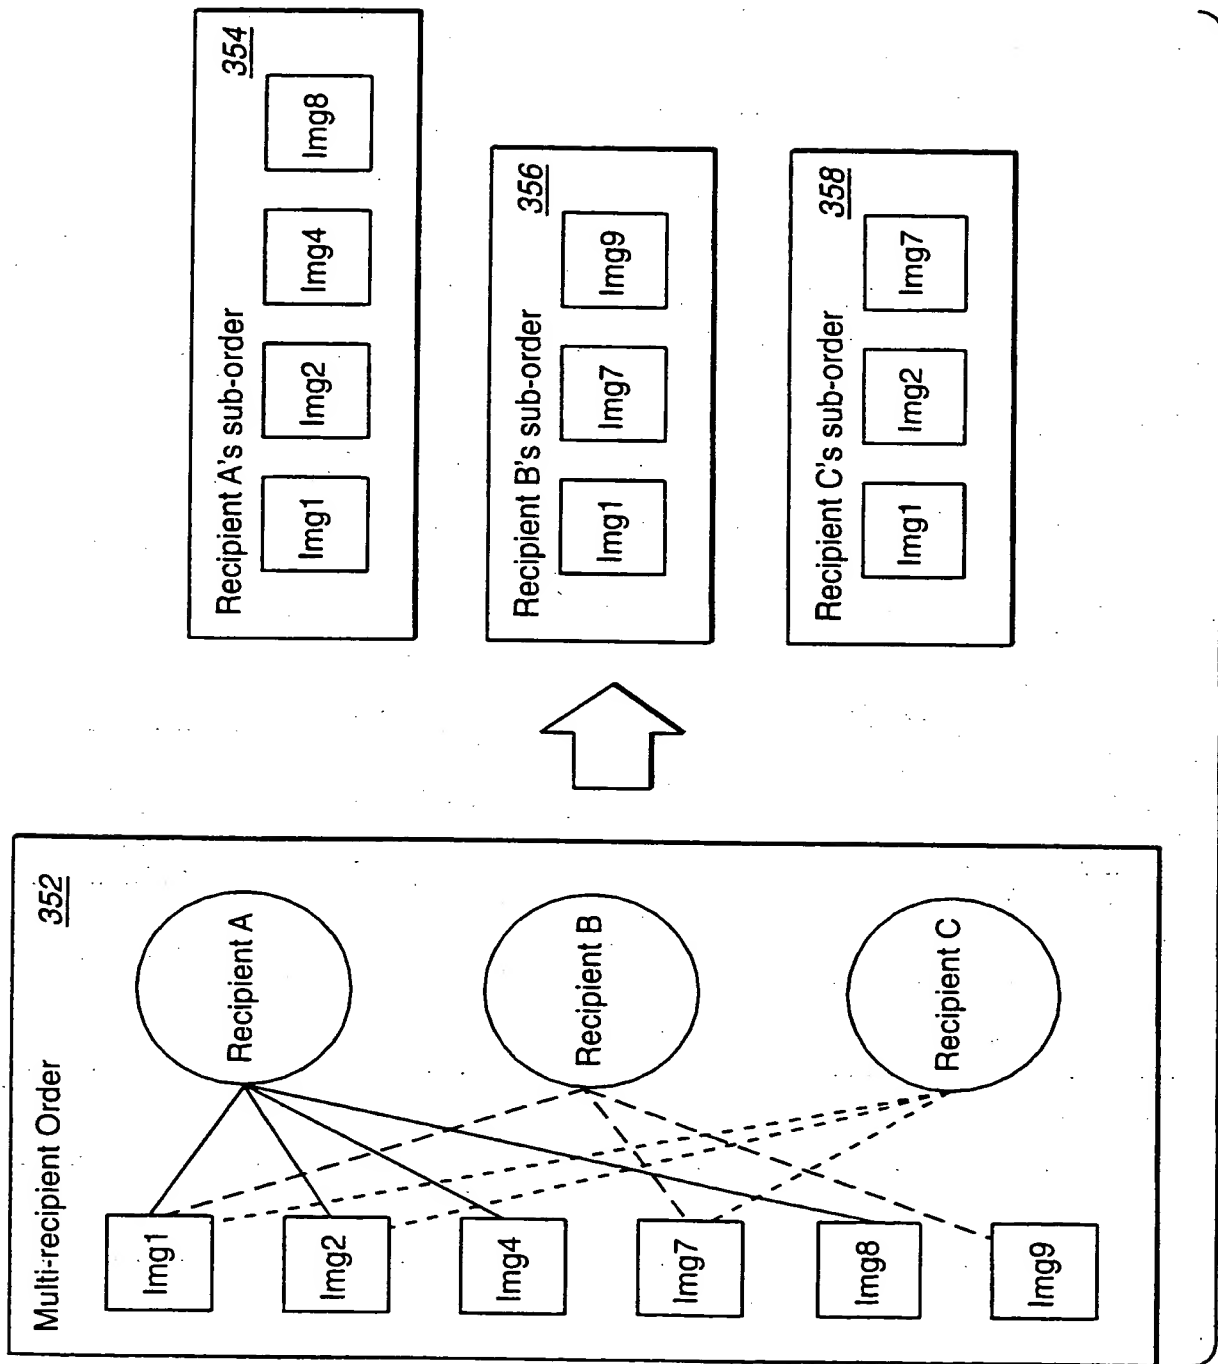 Multi-recipient Order
352
Img1
Img2
Img4
Img7
Img8
Img9
Recipient A
Recipient B
Recipient C
Recipient A's sub-order
354
Img1
Img2
Img4
Img8
Recipient B's sub-order
356
Img1
Img7
Img9
Recipient C's sub-order
358
Img1
Img2
Img7